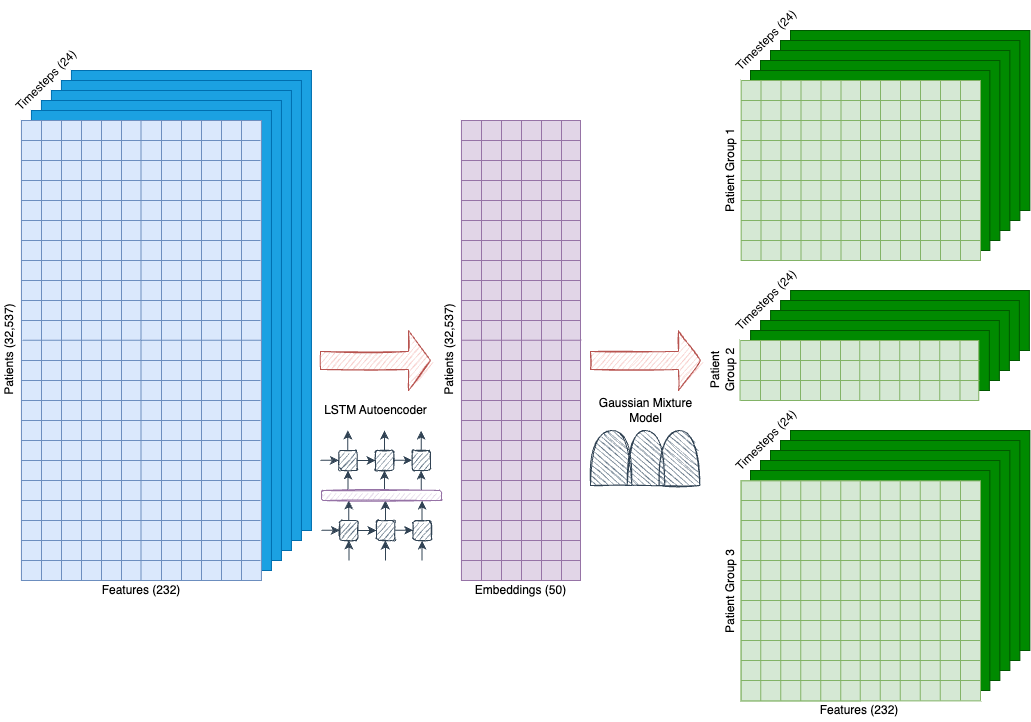 Timesteps (24)
Patients (32,537)
Features (232)
LSTM Autoencoder
Patients (32,537)
Embeddings (50)
Gaussian Mixture
Model
Timesteps (24)
Patient Group 1
Timesteps (24)
Patient
Group 2
Timesteps (24)
Patient Group 3
Features (232)